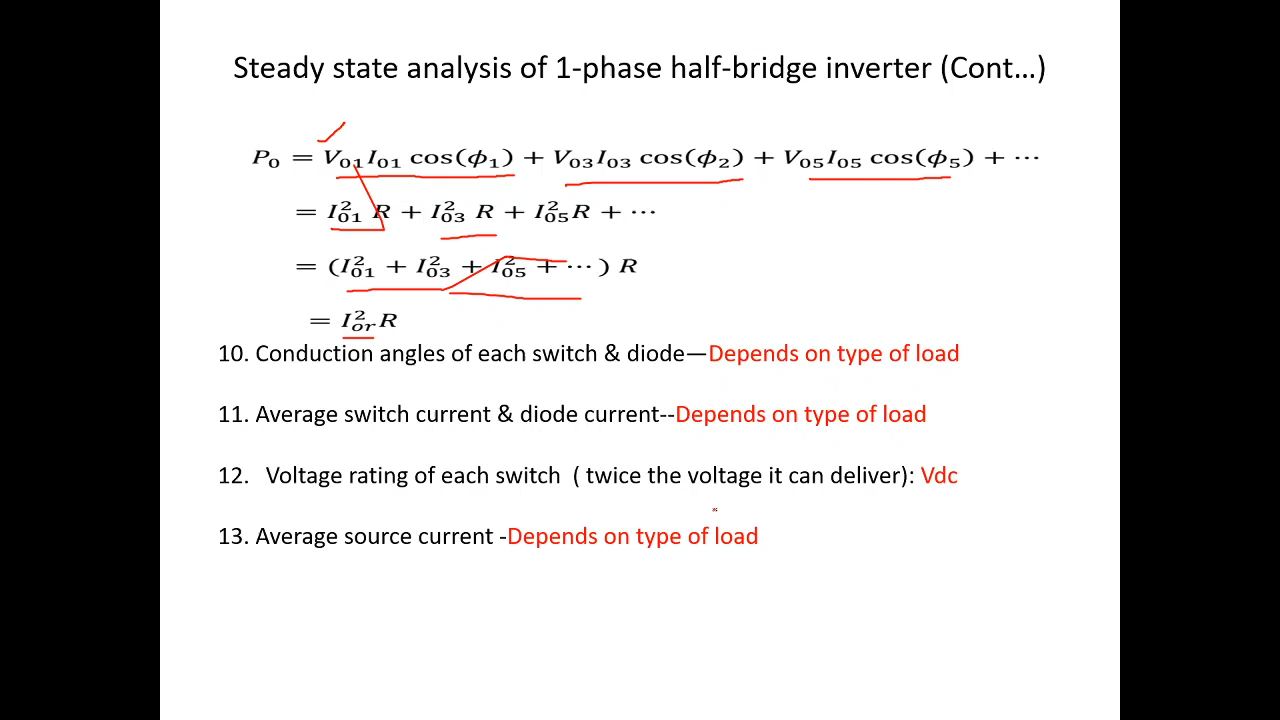 Steady state analysis of 1-phase half-bridge inverter (Cont…)
P₀ = V₀₁I₀₁ cos(ϕ₁) + V₀₃I₀₃ cos(ϕ₂) + V₀₅I₀₅ cos(ϕ₅) + ⋯
= I₀₁² R + I₀₃² R + I₀₅² R + ⋯
= (I₀₁² + I₀₃² + I₀₅² + ⋯ ) R
= Iₒᵣ² R
10. Conduction angles of each switch & diode—Depends on type of load
11. Average switch current & diode current--Depends on type of load
12. Voltage rating of each switch ( twice the voltage it can deliver): Vdc
13. Average source current -Depends on type of load